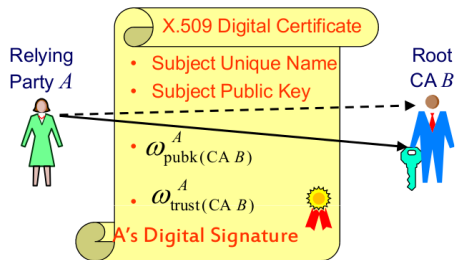 X.509 Digital Certificate
Relying
Party A
Root
CA B
• Subject Unique Name
• Subject Public Key
• ω^A_pubk(CA B)
• ω^A_trust(CA B)
A's Digital Signature